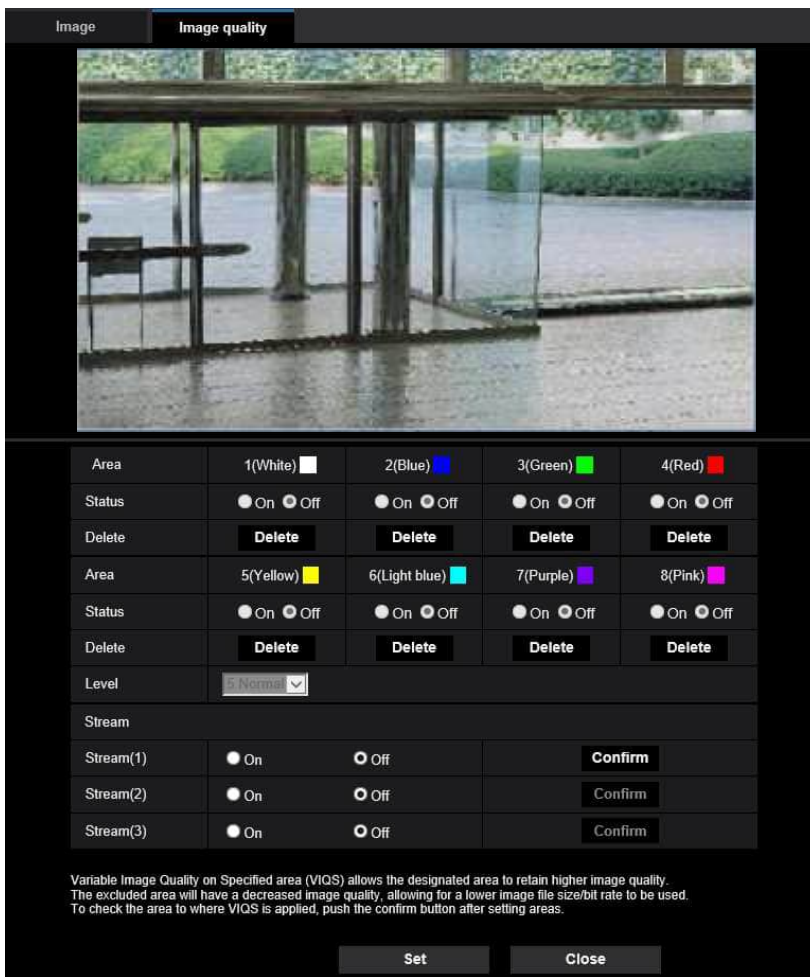 Image Image quality
Area 1(White) 2(Blue) 3(Green) 4(Red)
Status On Off On Off On Off On Off
Delete Delete Delete Delete Delete
Area 5(Yellow) 6(Light blue) 7(Purple) 8(Pink)
Status On Off On Off On Off On Off
Delete Delete Delete Delete Delete
Level 5 Normal
Stream
Stream(1) On Off Confirm
Stream(2) On Off Confirm
Stream(3) On Off Confirm
Variable Image Quality on Specified area (VIQS) allows the designated area to retain higher image quality.
The excluded area will have a decreased image quality, allowing for a lower image file size/bit rate to be used.
To check the area to where VIQS is applied, push the confirm button after setting areas.
Set Close